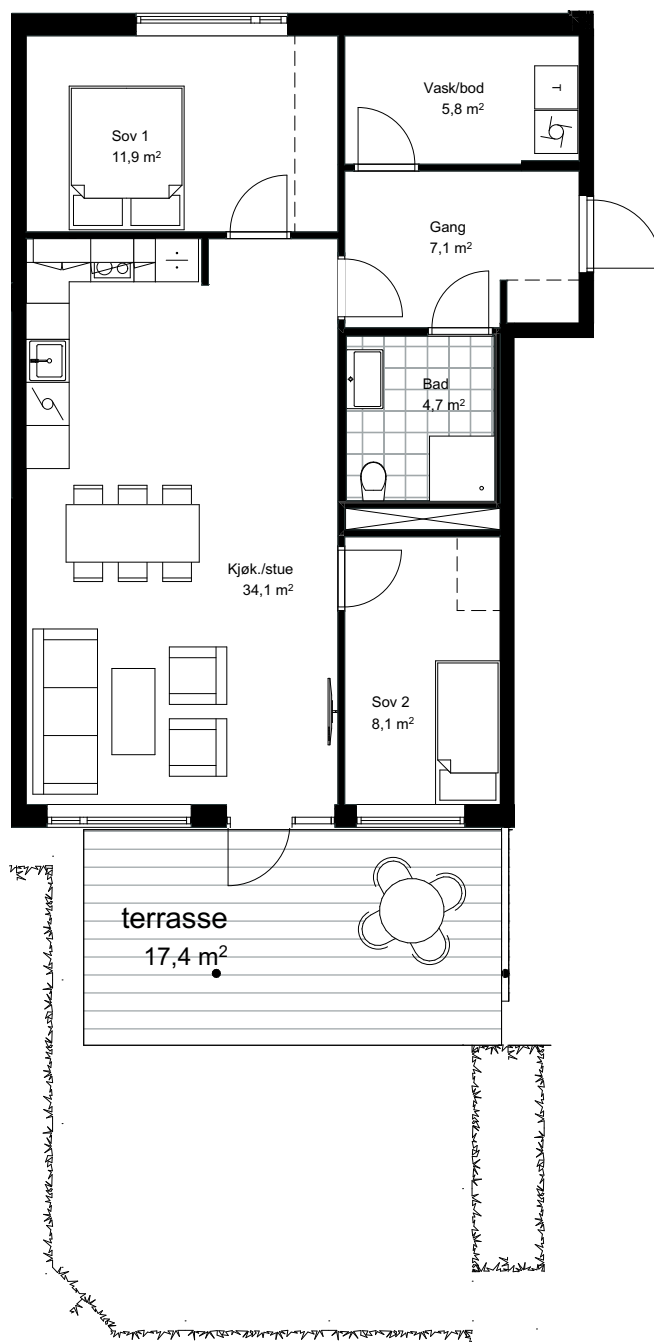 Vask/bod
5,8 m²
Sov 1
11,9 m²
T
Gang
7,1 m²
Bad
4,7 m²
Kjøk./stue
34,1 m²
Sov 2
8,1 m²
terrasse
17,4 m²